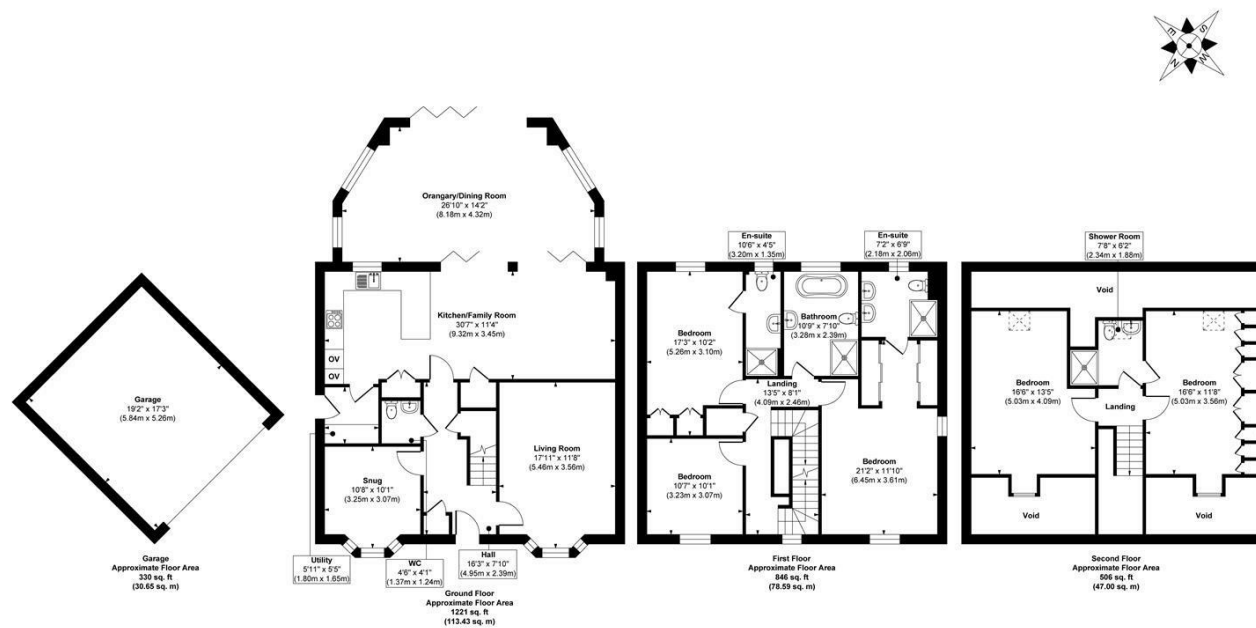 S
E
W
N
Orangary/Dining Room
26'10" x 14'2"
(8.18m x 4.32m)
Kitchen/Family Room
30'7" x 11'4"
(9.32m x 3.45m)
OV
OV
Garage
19'2" x 17'3"
(5.84m x 5.26m)
Living Room
17'11" x 11'8"
(5.46m x 3.56m)
Snug
10'8" x 10'1"
(3.25m x 3.07m)
Utility
5'11" x 5'5"
(1.80m x 1.65m)
WC
4'6" x 4'1"
(1.37m x 1.24m)
Hall
16'3" x 7'10"
(4.95m x 2.39m)
Garage
Approximate Floor Area
330 sq. ft
(30.65 sq. m)
Ground Floor
Approximate Floor Area
1221 sq. ft
(113.43 sq. m)
En-suite
10'6" x 4'5"
(3.20m x 1.35m)
En-suite
7'2" x 6'9"
(2.18m x 2.06m)
Bedroom
17'3" x 10'2"
(5.26m x 3.10m)
Bathroom
10'9" x 7'10"
(3.28m x 2.39m)
Landing
13'5" x 8'1"
(4.09m x 2.46m)
Bedroom
10'7" x 10'1"
(3.23m x 3.07m)
Bedroom
21'2" x 11'10"
(6.45m x 3.61m)
First Floor
Approximate Floor Area
846 sq. ft
(78.59 sq. m)
Shower Room
7'8" x 6'2"
(2.34m x 1.88m)
Void
Bedroom
16'6" x 13'5"
(5.03m x 4.09m)
Landing
Bedroom
16'6" x 11'8"
(5.03m x 3.56m)
Void
Void
Second Floor
Approximate Floor Area
506 sq. ft
(47.00 sq. m)